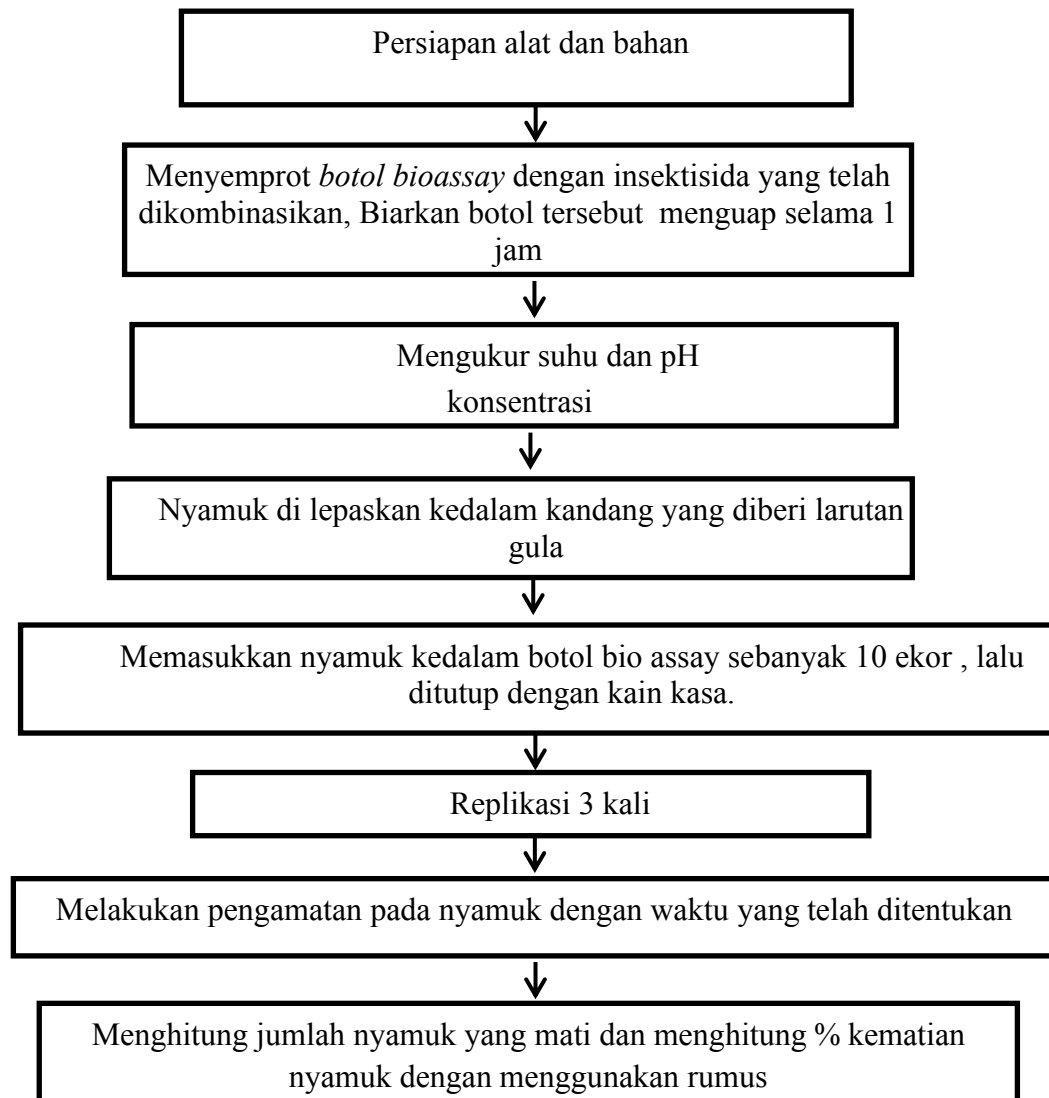 Persiapan alat dan bahan
Menyemprot botol bioassay dengan insektisida yang telah
dikombinasikan, Biarkan botol tersebut menguap selama 1
jam
Mengukur suhu dan pH
konsentrasi
Nyamuk di lepaskan kedalam kandang yang diberi larutan
gula
Memasukkan nyamuk kedalam botol bio assay sebanyak 10 ekor , lalu
ditutup dengan kain kasa.
Replikasi 3 kali
Melakukan pengamatan pada nyamuk dengan waktu yang telah ditentukan
Menghitung jumlah nyamuk yang mati dan menghitung % kematian
nyamuk dengan menggunakan rumus